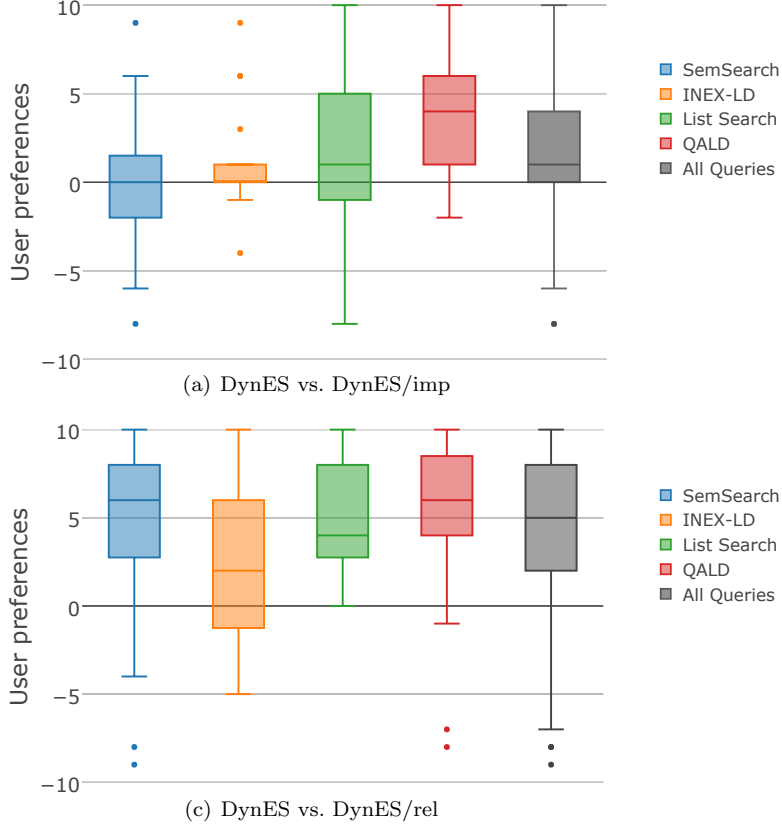 10
5
0
−5
−10
User preferences
SemSearch
INEX-LD
List Search
QALD
All Queries
(a) DynES vs. DynES/imp
10
5
0
−5
−10
User preferences
SemSearch
INEX-LD
List Search
QALD
All Queries
(c) DynES vs. DynES/rel